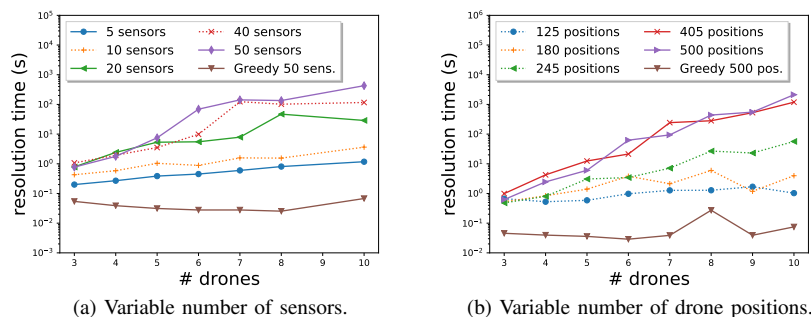 10^5
10^4
10^3
10^2
10^1
10^0
10^-1
10^-2
10^-3
resolution time (s)
5 sensors
10 sensors
20 sensors
40 sensors
50 sensors
Greedy 50 sens.
3 4 5 6 7 8 9 10
# drones
(a) Variable number of sensors.
10^6
10^5
10^4
10^3
10^2
10^1
10^0
10^-1
10^-2
resolution time (s)
125 positions
180 positions
245 positions
405 positions
500 positions
Greedy 500 pos.
3 4 5 6 7 8 9 10
# drones
(b) Variable number of drone positions.